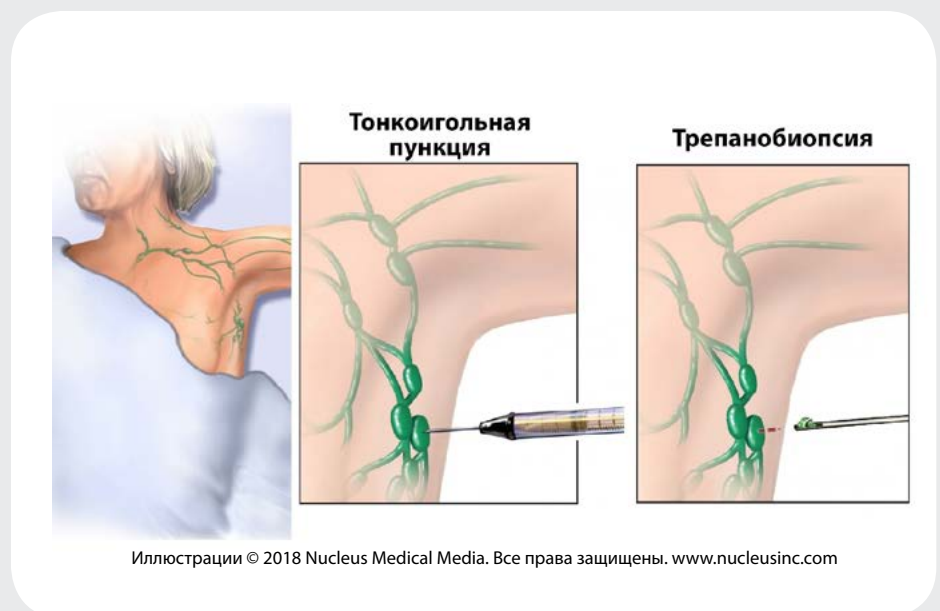 Тонкоигольная
пункция
Трепанобиопсия
Иллюстрации © 2018 Nucleus Medical Media. Все права защищены. www.nucleusinc.com